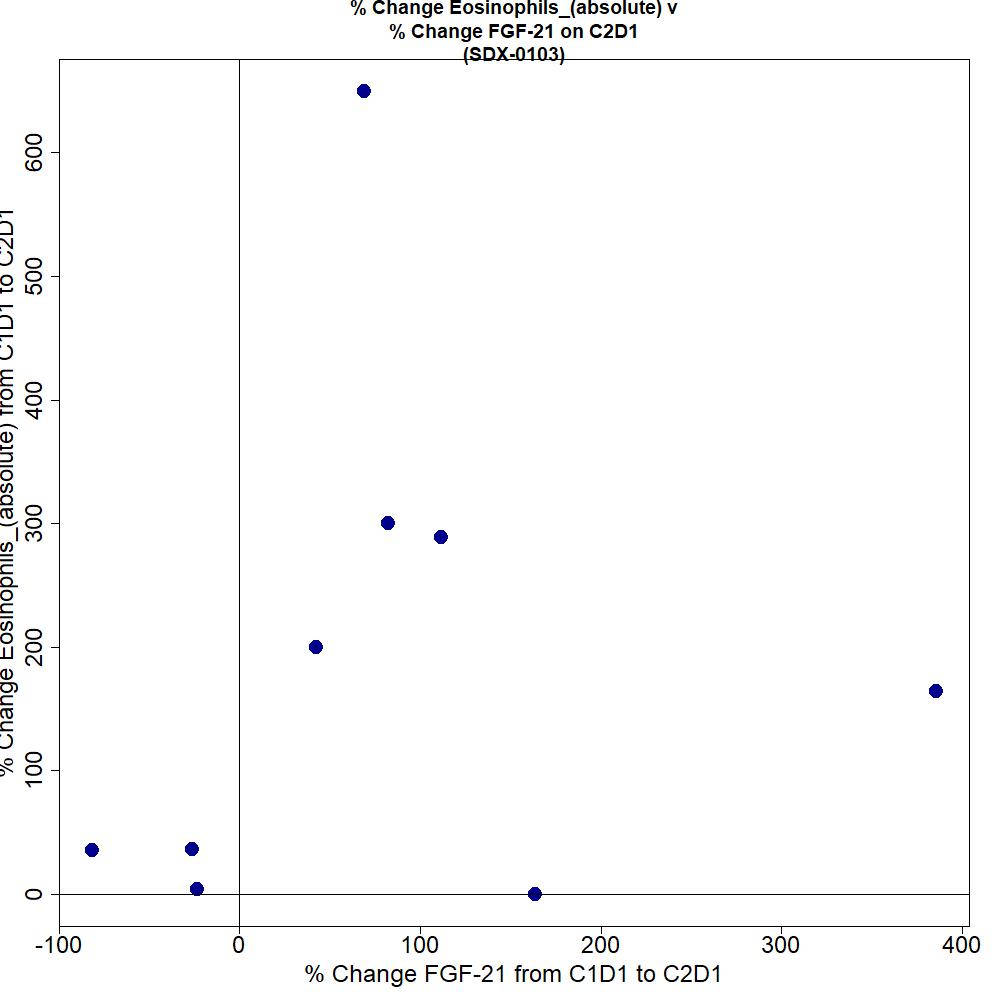 % Change Eosinophils_(absolute) v
% Change FGF-21 on C2D1
(SDX-0103)
% Change Eosinophils_(absolute) from C1D1 to C2D1
600
500
400
300
200
100
0
-100 0 100 200 300 400
% Change FGF-21 from C1D1 to C2D1